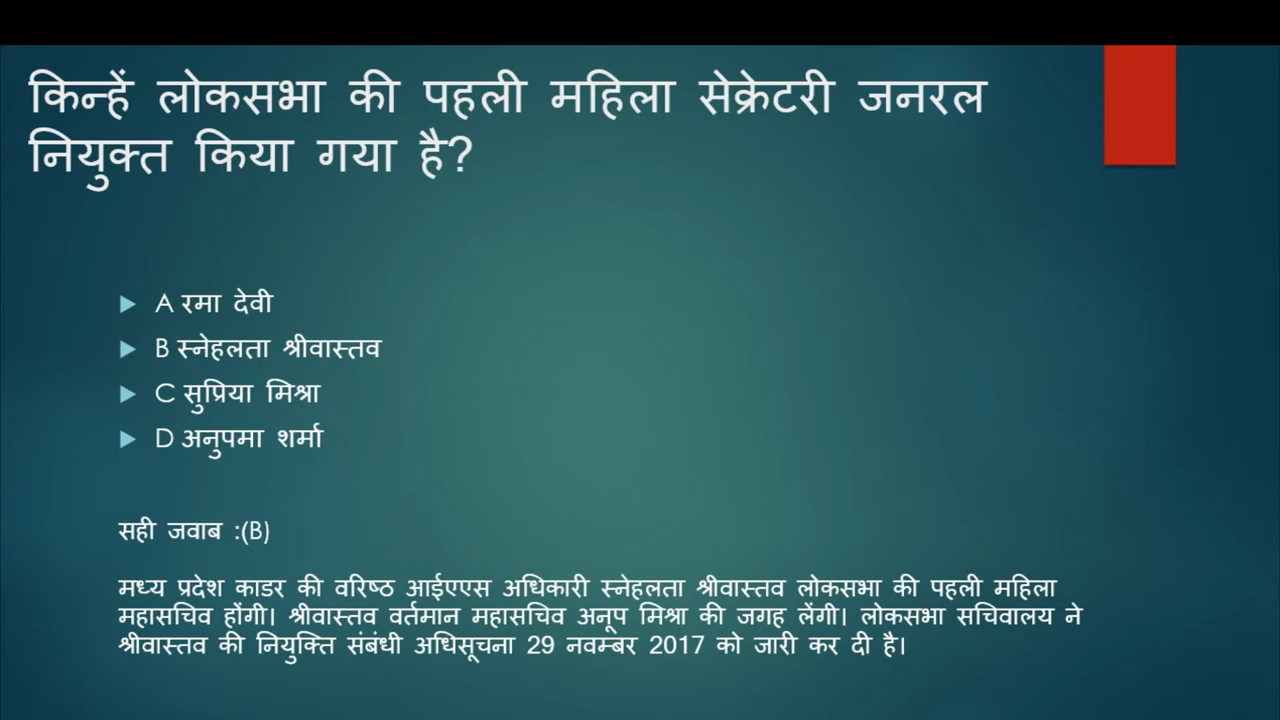 किन्हें लोकसभा की पहली महिला सेक्रेटरी जनरल
नियुक्त किया गया है?
A रमा देवी
B स्नेहलता श्रीवास्तव
C सुप्रिया मिश्रा
D अनुपमा शर्मा
सही जवाब :(B)
मध्य प्रदेश काडर की वरिष्ठ आईएएस अधिकारी स्नेहलता श्रीवास्तव लोकसभा की पहली महिला
महासचिव होंगी। श्रीवास्तव वर्तमान महासचिव अनूप मिश्रा की जगह लेंगी। लोकसभा सचिवालय ने
श्रीवास्तव की नियुक्ति संबंधी अधिसूचना 29 नवम्बर 2017 को जारी कर दी है।